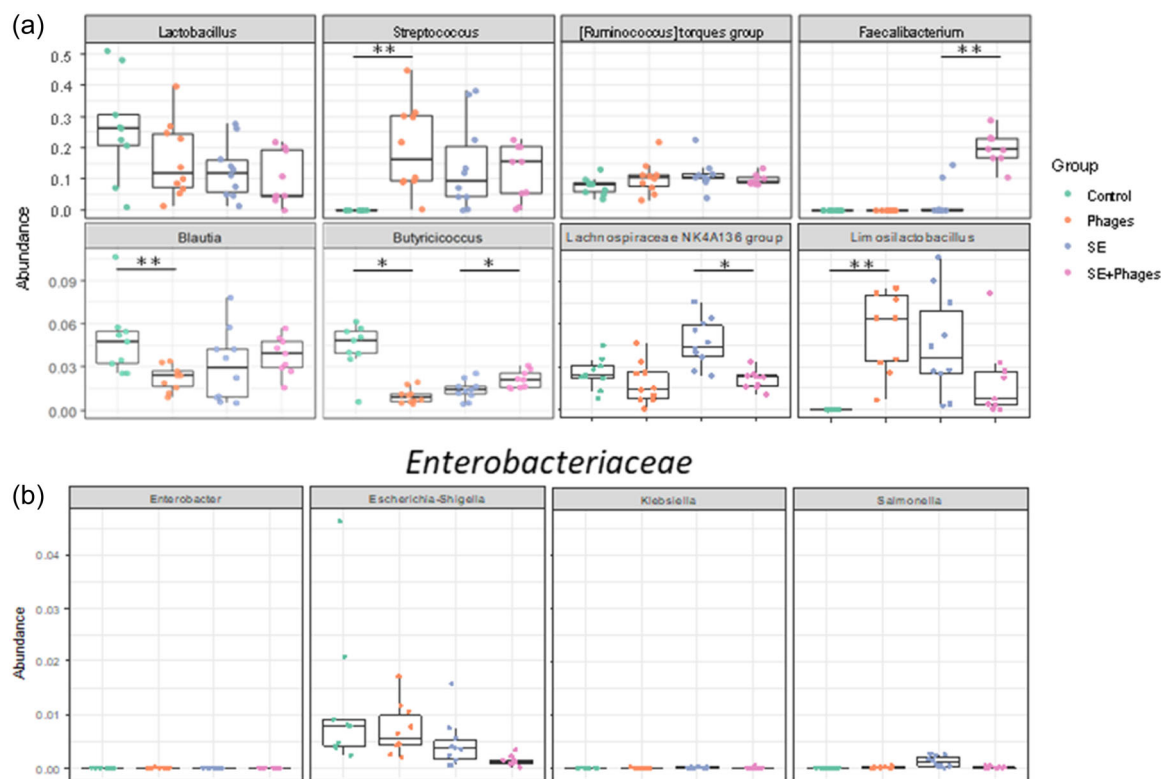 (a)
Lactobacillus
Streptococcus
[Ruminococcus] torques group
Faecalibacterium
**
**
0.5
0.4
0.3
0.2
0.1
0.0
Group
Control
Phages
SE
SE+Phages
Abundance
Blautia
Butyricicoccus
Lachnospiraceae NK4A136 group
Limosilactobacillus
**
*
*
*
**
0.09
0.06
0.03
0.00
Enterobacteriaceae
(b)
Enterobacter
Escherichia-Shigella
Klebsiella
Salmonella
Abundance
0.04
0.03
0.02
0.01
0.00